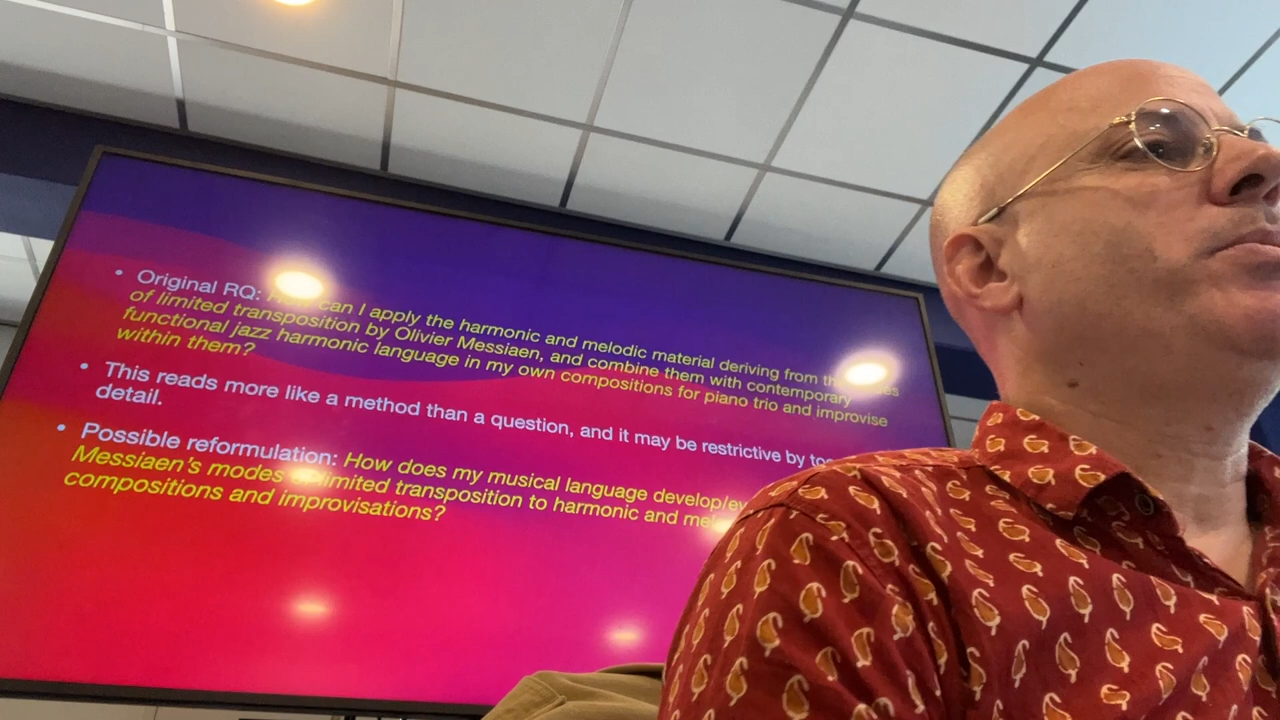 • Original RQ: How can I apply the harmonic and melodic material deriving from
of limited transposition by Olivier Messiaen, and combine them with contemporary
functional jazz harmonic language in my own compositions for piano trio and improvise
within them?
• This reads more like a method than a question, and it may be restrictive by
detail.
• Possible reformulation: How does my musical language
Messiaen's modes limited transposition to harmonic and
compositions and improvisations?